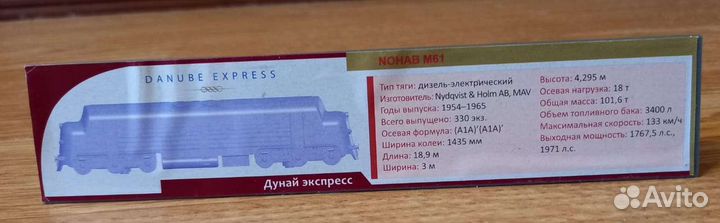 DANUBE EXPRESS
Дунай экспресс
NOHAB M61
Тип тяги: дизель-электрический
Изготовитель: Nydqvist & Holm AB, MAV
Годы выпуска: 1954–1965
Всего выпущено: 330 экз.
Осевая формула: (A1A)'(A1A)'
Ширина колеи: 1435 мм
Длина: 18,9 м
Ширина: 3 м
Высота: 4,295 м
Осевая нагрузка: 18 т
Общая масса: 101,6 т
Объем топливного бака: 3400 л
Максимальная скорость: 133 км/ч
Выходная мощность: 1767,5 л.с.,
1971 л.с.
Avito